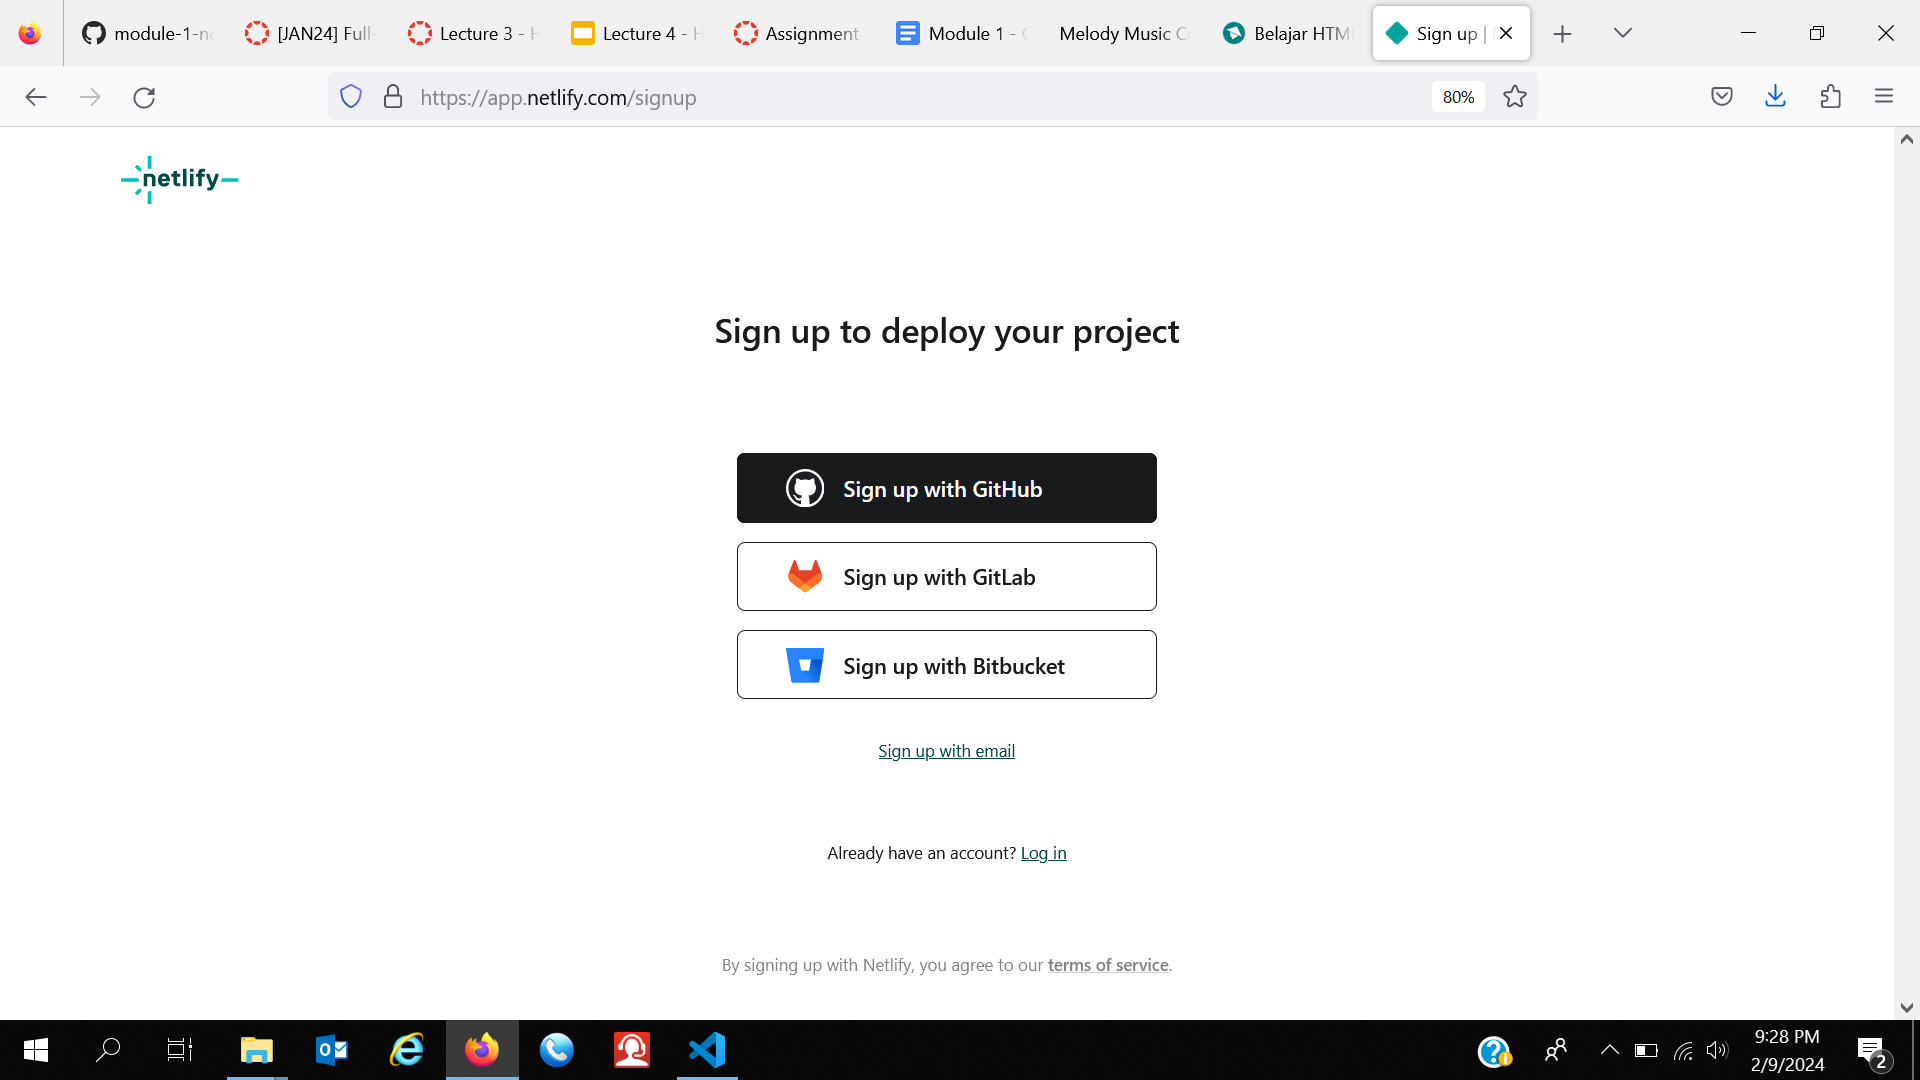 module-1-n
[JAN24] Full-
Lecture 3 - H
Lecture 4 - H
Assignment
Module 1 -
Melody Music C
Belajar HTM
Sign up |
https://app.netlify.com/signup
80%
netlify
Sign up to deploy your project
Sign up with GitHub
Sign up with GitLab
Sign up with Bitbucket
Sign up with email
Already have an account? Log in
By signing up with Netlify, you agree to our terms of service.
9:28 PM
2/9/2024
2